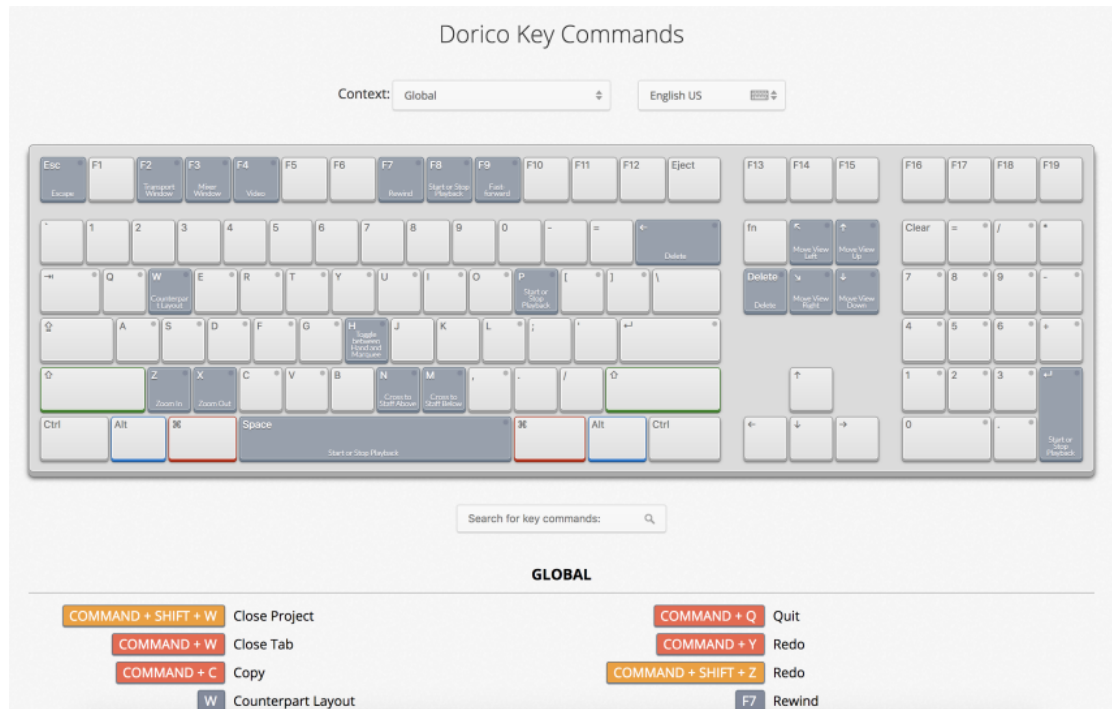 Dorico Key Commands
Context: Global English US
Esc F1 F2 F3 F4 F5 F6 F7 F8 F9 F10 F11 F12 Eject F13 F14 F15 F16 F17 F18 F19
Escape Transport Window Mixer Window Video Rewind Start or Stop Playback Fast-forward
` 1 2 3 4 5 6 7 8 9 0 - = ← fn ↖ ↑ Clear = / *
Delete Move View Left Move View Up
⇥ Q W E R T Y U I O P [ ] \ Delete ↘ ↓ 7 8 9 -
Counterpart Layout Start or Stop Playback Delete Move View Right Move View Down
⇪ A S D F G H J K L ; ' ↵ 4 5 6 +
Toggle between Hand and Marquee
⇧ Z X C V B N M , . / ⇧ ↑ 1 2 3 ↵
Zoom In Zoom Out Cross to Staff Above Cross to Staff Below
Ctrl Alt ⌘ Space ⌘ Alt Ctrl ← ↓ → 0 .
Start or Stop Playback Start or Stop Playback
Search for key commands:
GLOBAL
COMMAND + SHIFT + W Close Project COMMAND + Q Quit
COMMAND + W Close Tab COMMAND + Y Redo
COMMAND + C Copy COMMAND + SHIFT + Z Redo
W Counterpart Layout F7 Rewind